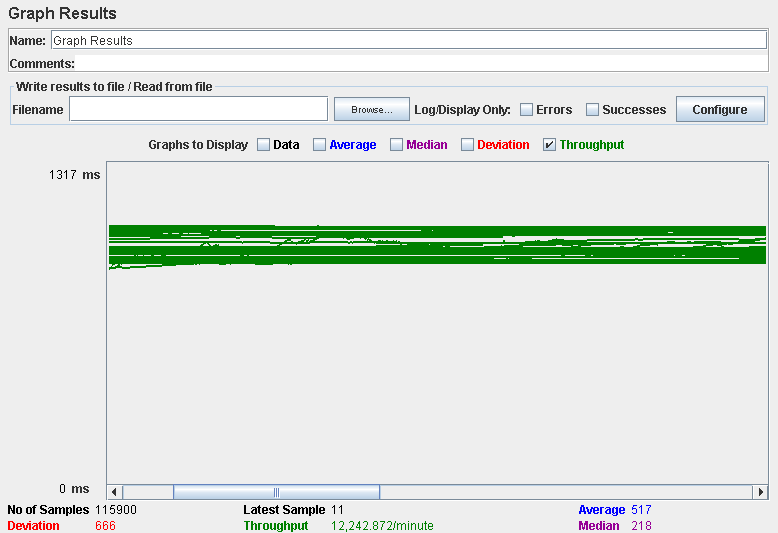 Graph Results
Name: Graph Results
Comments:
Write results to file / Read from file
Filename Browse... Log/Display Only: Errors Successes Configure
Graphs to Display Data Average Median Deviation Throughput
1317 ms
0 ms
No of Samples 115900 Latest Sample 11 Average 517
Deviation 666 Throughput 12,242.872/minute Median 218